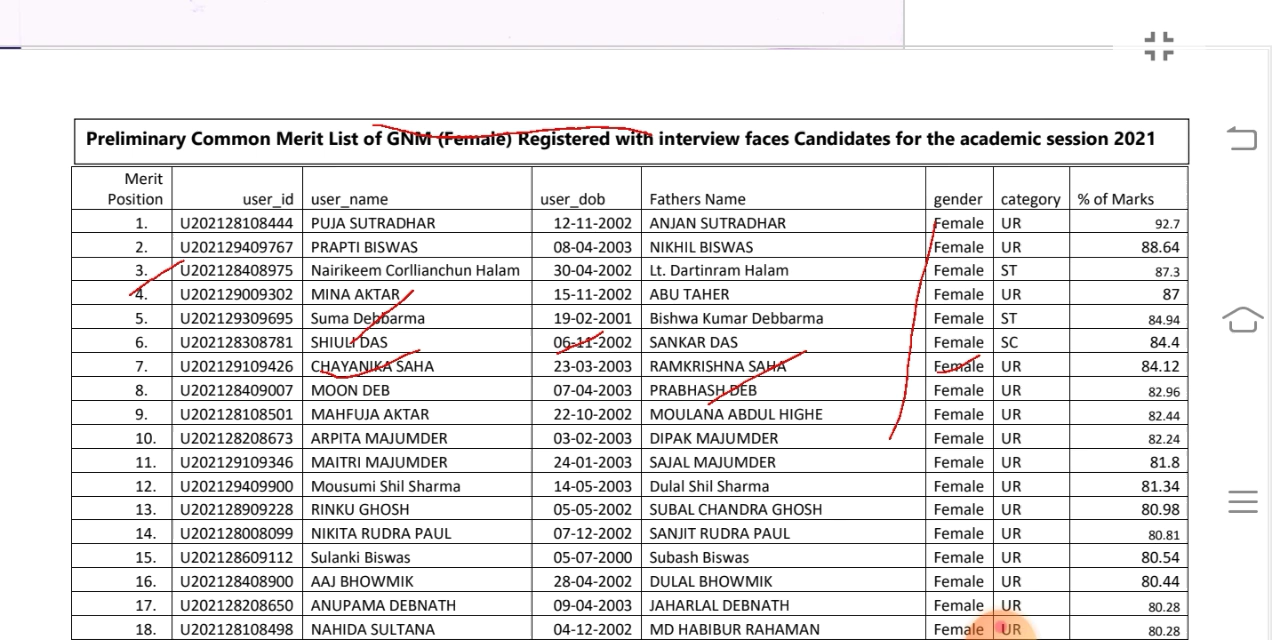 Preliminary Common Merit List of GNM (Female) Registered with interview faces Candidates for the academic session 2021
Merit Position user_id user_name user_dob Fathers Name gender category % of Marks
1. U202128108444 PUJA SUTRADHAR 12-11-2002 ANJAN SUTRADHAR Female UR 92.7
2. U202129409767 PRAPTI BISWAS 08-04-2003 NIKHIL BISWAS Female UR 88.64
3. U202128408975 Nairikeem Corllianchun Halam 30-04-2002 Lt. Dartinram Halam Female ST 87.3
4. U202129009302 MINA AKTAR 15-11-2002 ABU TAHER Female UR 87
5. U202129309695 Suma Debbarma 19-02-2001 Bishwa Kumar Debbarma Female ST 84.94
6. U202128308781 SHIULI DAS 06-11-2002 SANKAR DAS Female SC 84.4
7. U202129109426 CHAYANIKA SAHA 23-03-2003 RAMKRISHNA SAHA Female UR 84.12
8. U202128409007 MOON DEB 07-04-2003 PRABHASH DEB Female UR 82.96
9. U202128108501 MAHFUJA AKTAR 22-10-2002 MOULANA ABDUL HIGHE Female UR 82.44
10. U202128208673 ARPITA MAJUMDER 03-02-2003 DIPAK MAJUMDER Female UR 82.24
11. U202129109346 MAITRI MAJUMDER 24-01-2003 SAJAL MAJUMDER Female UR 81.8
12. U202129409900 Mousumi Shil Sharma 14-05-2003 Dulal Shil Sharma Female UR 81.34
13. U202128909228 RINKU GHOSH 05-05-2002 SUBAL CHANDRA GHOSH Female UR 80.98
14. U202128008099 NIKITA RUDRA PAUL 07-12-2002 SANJIT RUDRA PAUL Female UR 80.81
15. U202128609112 Sulanki Biswas 05-07-2000 Subash Biswas Female UR 80.54
16. U202128408900 AAJ BHOWMIK 28-04-2002 DULAL BHOWMIK Female UR 80.44
17. U202128208650 ANUPAMA DEBNATH 09-04-2003 JAHARLAL DEBNATH Female UR 80.28
18. U202128108498 NAHIDA SULTANA 04-12-2002 MD HABIBUR RAHAMAN Female UR 80.28